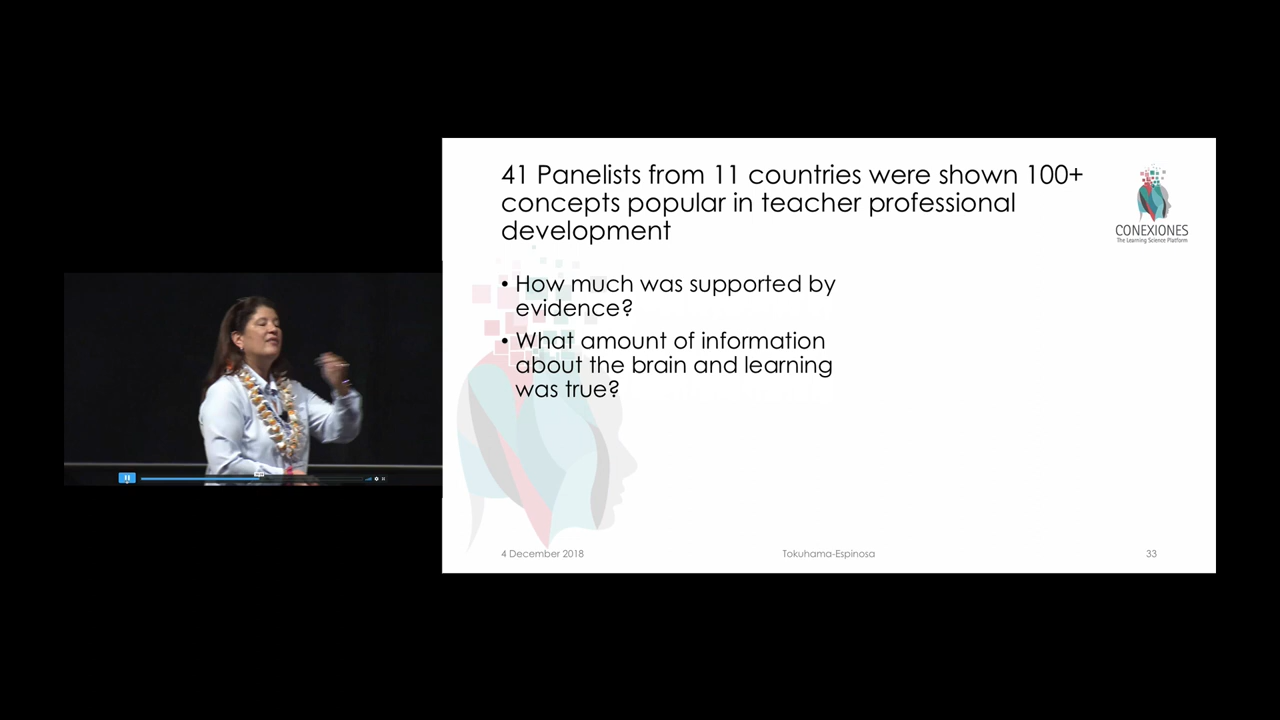 41 Panelists from 11 countries were shown 100+
concepts popular in teacher professional
development
CONEXIONES
The Learning Science Platform
• How much was supported by
evidence?
• What amount of information
about the brain and learning
was true?
4 December 2018
Tokuhama-Espinosa
33